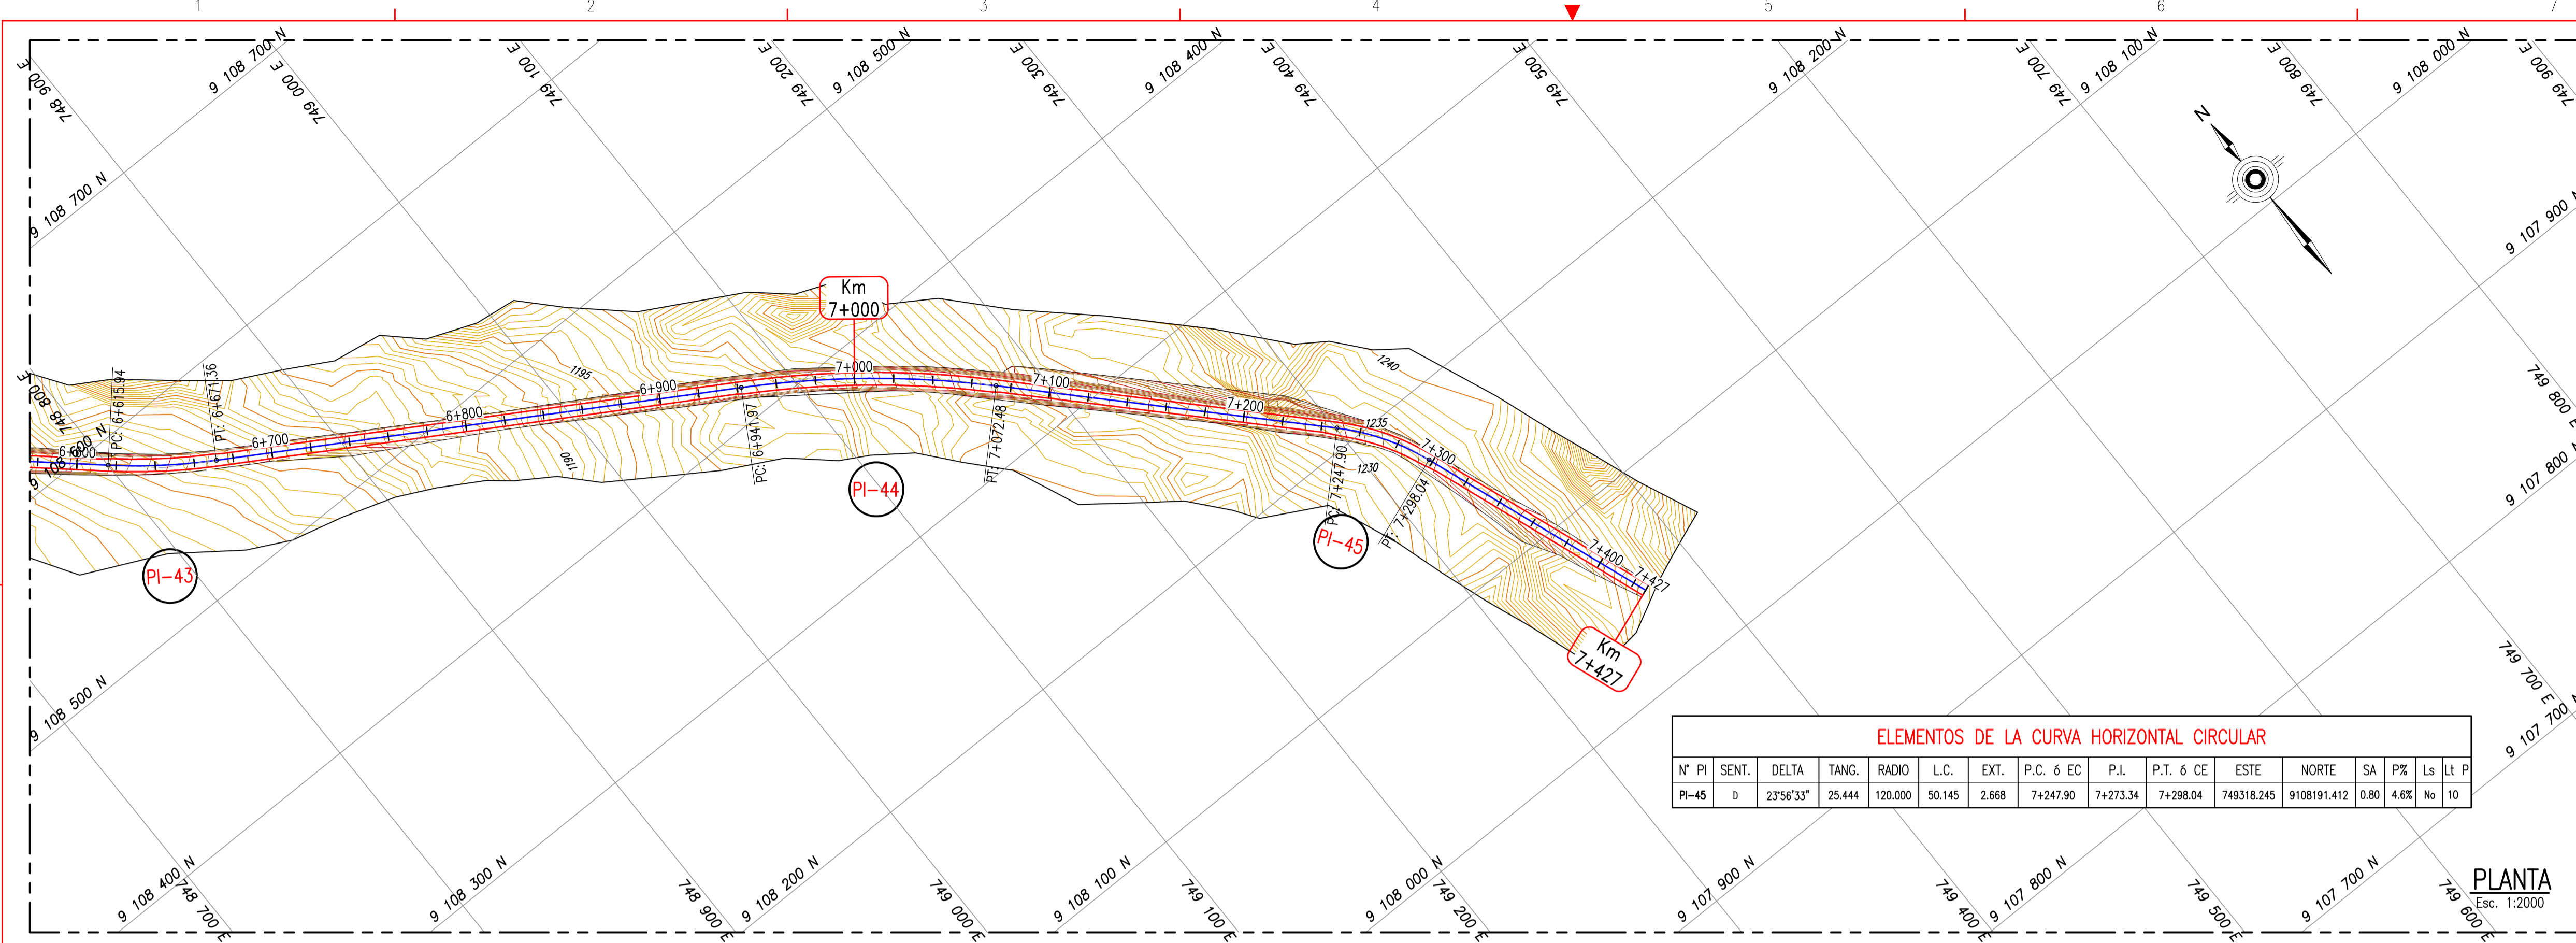 1 2 3 4 5 6 7
748 900 E
9 108 700 N
749 000 E
749 100 E
749 200 E
9 108 500 N
749 300 E
9 108 400 N
749 400 E
749 500 E
9 108 200 N
749 700 E
9 108 100 N
749 800 E
9 108 000 N
749 900 E
N
9 108 700 N
9 107 900 N
Km
7+000
748 800 E
9 108 600 N
6+600
PC: 6+615.94
PT: 6+671.36
6+700
6+800
1195
1190
6+900
PC: 6+941.97
7+000
PT: 7+072.48
7+100
7+200
1240
1235
1230
PC: 7+247.90
PT: 7+298.04
7+300
7+400
7+427
PI-43
PI-44
PI-45
Km
7+427
749 800 E
9 107 800 N
749 700 E
9 107 700 N
9 108 500 N
ELEMENTOS DE LA CURVA HORIZONTAL CIRCULAR
N° PI SENT. DELTA TANG. RADIO L.C. EXT. P.C. ó EC P.I. P.T. ó CE ESTE NORTE SA P% Ls Lt P
PI-45 D 23°56'33" 25.444 120.000 50.145 2.668 7+247.90 7+273.34 7+298.04 749318.245 9108191.412 0.80 4.6% No 10
9 108 400 N
748 700 E
9 108 300 N
748 900 E
9 108 200 N
749 000 E
9 108 100 N
749 100 E
9 108 000 N
749 200 E
9 107 900 N
749 400 E
9 107 800 N
749 500 E
9 107 700 N
749 600 E
PLANTA
Esc. 1:2000